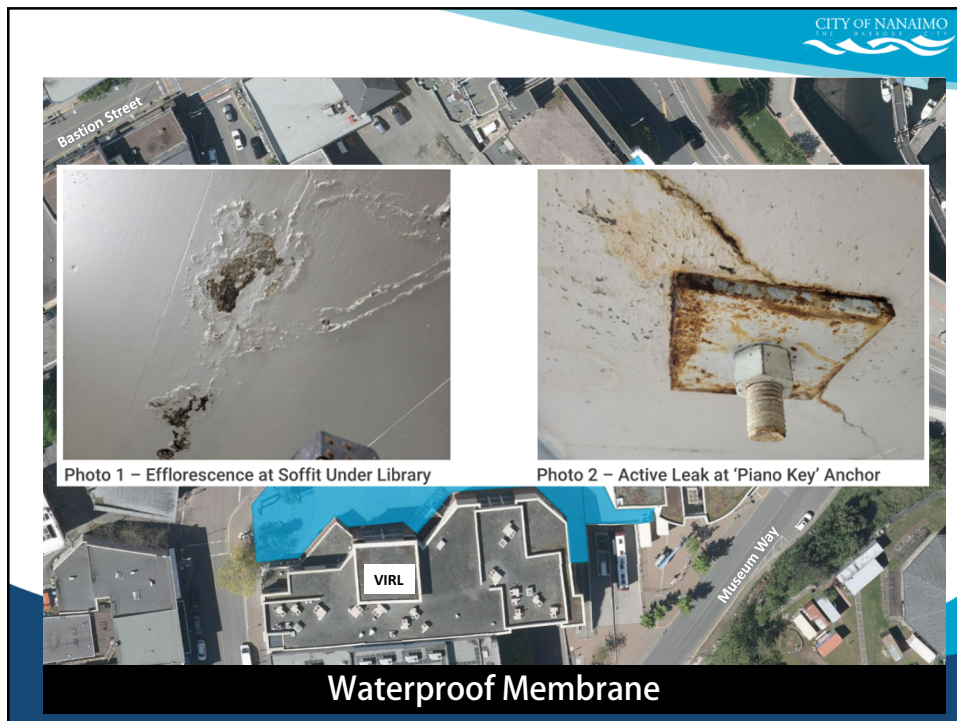 CITY OF NANAIMO
THE HARBOUR CITY
Bastion Street
Photo 1 – Efflorescence at Soffit Under Library
Photo 2 – Active Leak at ‘Piano Key’ Anchor
VIRL
Museum Way
Waterproof Membrane